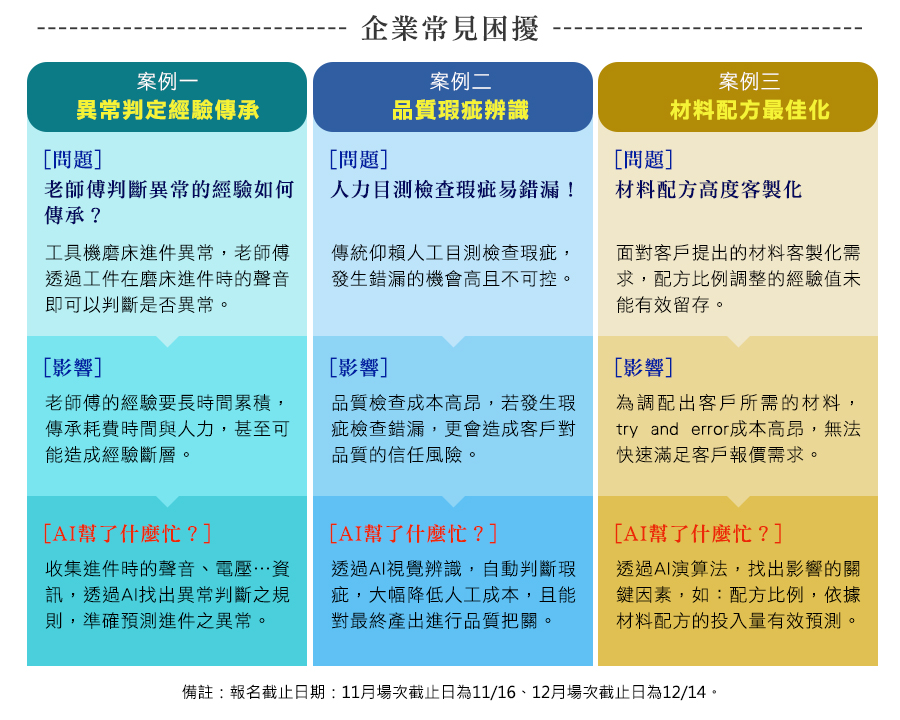 企業常見困擾
案例一
異常判定經驗傳承
[問題]
老師傅判斷異常的經驗如何
傳承？
工具機磨床進件異常，老師傅
透過工件在磨床進件時的聲音
即可以判斷是否異常。
[影響]
老師傅的經驗要長時間累積，
傳承耗費時間與人力，甚至可
能造成經驗斷層。
[AI幫了什麼忙？]
收集進件時的聲音、電壓…資
訊，透過AI找出異常判斷之規
則，準確預測進件之異常。
案例二
品質瑕疵辨識
[問題]
人力目測檢查瑕疵易錯漏！
傳統仰賴人工目測檢查瑕疵，
發生錯漏的機會高且不可控。
[影響]
品質檢查成本高昂，若發生瑕
疵檢查錯漏，更會造成客戶對
品質的信任風險。
[AI幫了什麼忙？]
透過AI視覺辨識，自動判斷瑕
疵，大幅降低人工成本，且能
對最終產出進行品質把關。
案例三
材料配方最佳化
[問題]
材料配方高度客製化
面對客戶提出的材料客製化需
求，配方比例調整的經驗值未
能有效留存。
[影響]
為調配出客戶所需的材料，
try and error成本高昂，無法
快速滿足客戶報價需求。
[AI幫了什麼忙？]
透過AI演算法，找出影響的關
鍵因素，如：配方比例，依據
材料配方的投入量有效預測。
備註：報名截止日期：11月場次截止日為11/16、12月場次截止日為12/14。